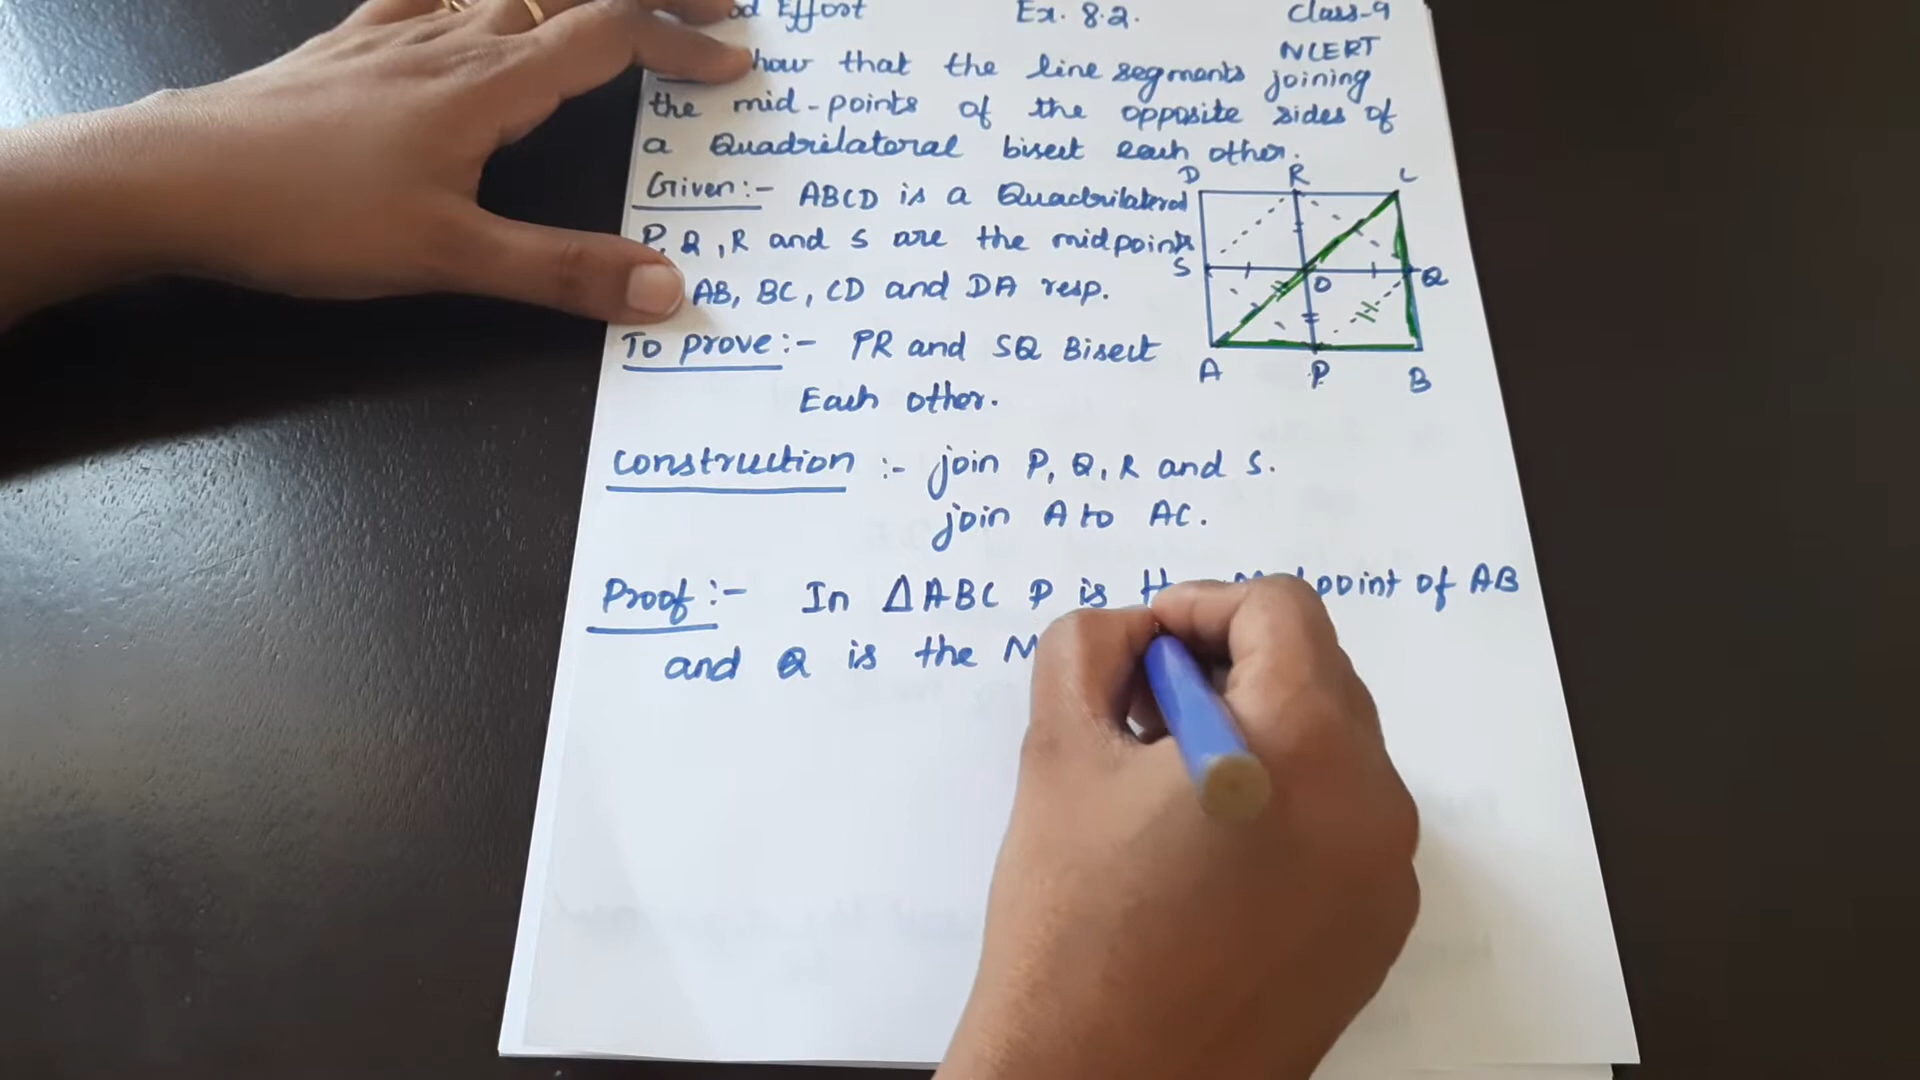 Effort Ex. 8.2. Class-9
NCERT
how that the line segments joining
the mid-points of the opposite sides of
a Quadrilateral bisect each other.
Given:- ABCD is a Quadrilateral
P, Q, R and S are the midpoints
AB, BC, CD and DA resp.
To prove:- PR and SQ Bisect
Each other.
construction:- join P, Q, R and S.
join A to AC.
Proof:- In ΔABC P is point of AB
and Q is the M
D R C
S O Q
A P B